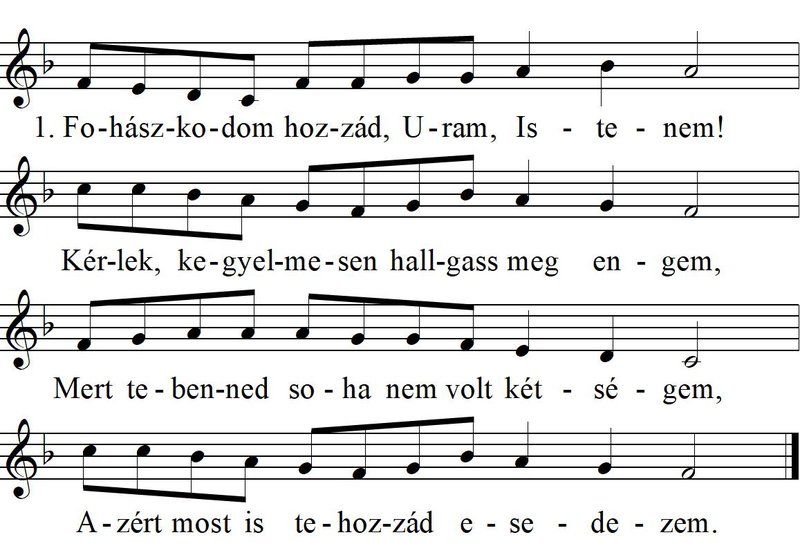 1. Fo-hász-ko-dom hoz-zád, U-ram, Is - te - nem!
Kér-lek, ke-gyel-me-sen hall-gass meg en - gem,
Mert te-ben-ned so-ha nem volt két - sé - gem,
A-zért most is te-hoz-zád e-se-de-zem.